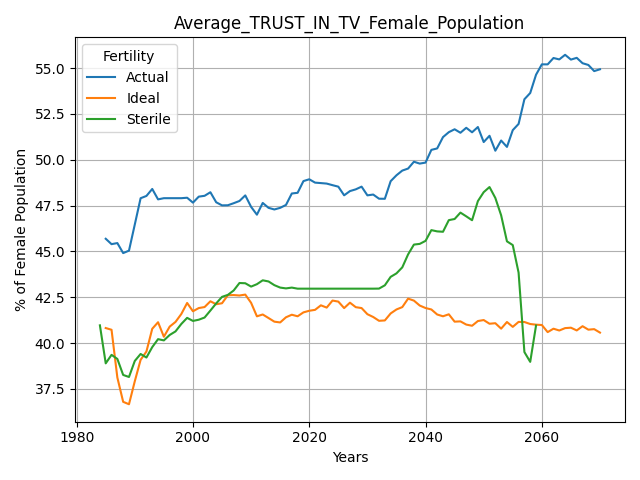 Average_TRUST_IN_TV_Female_Population
Fertility
Actual
Ideal
Sterile
% of Female Population
55.0
52.5
50.0
47.5
45.0
42.5
40.0
37.5
1980 2000 2020 2040 2060
Years